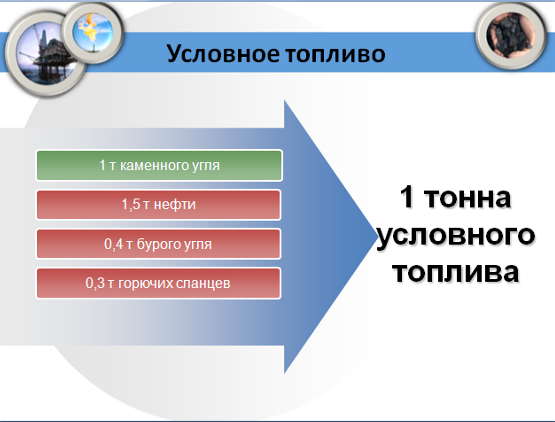 Условное топливо
1 т каменного угля
1,5 т нефти
0,4 т бурого угля
0,3 т горючих сланцев
1 тонна
условного
топлива